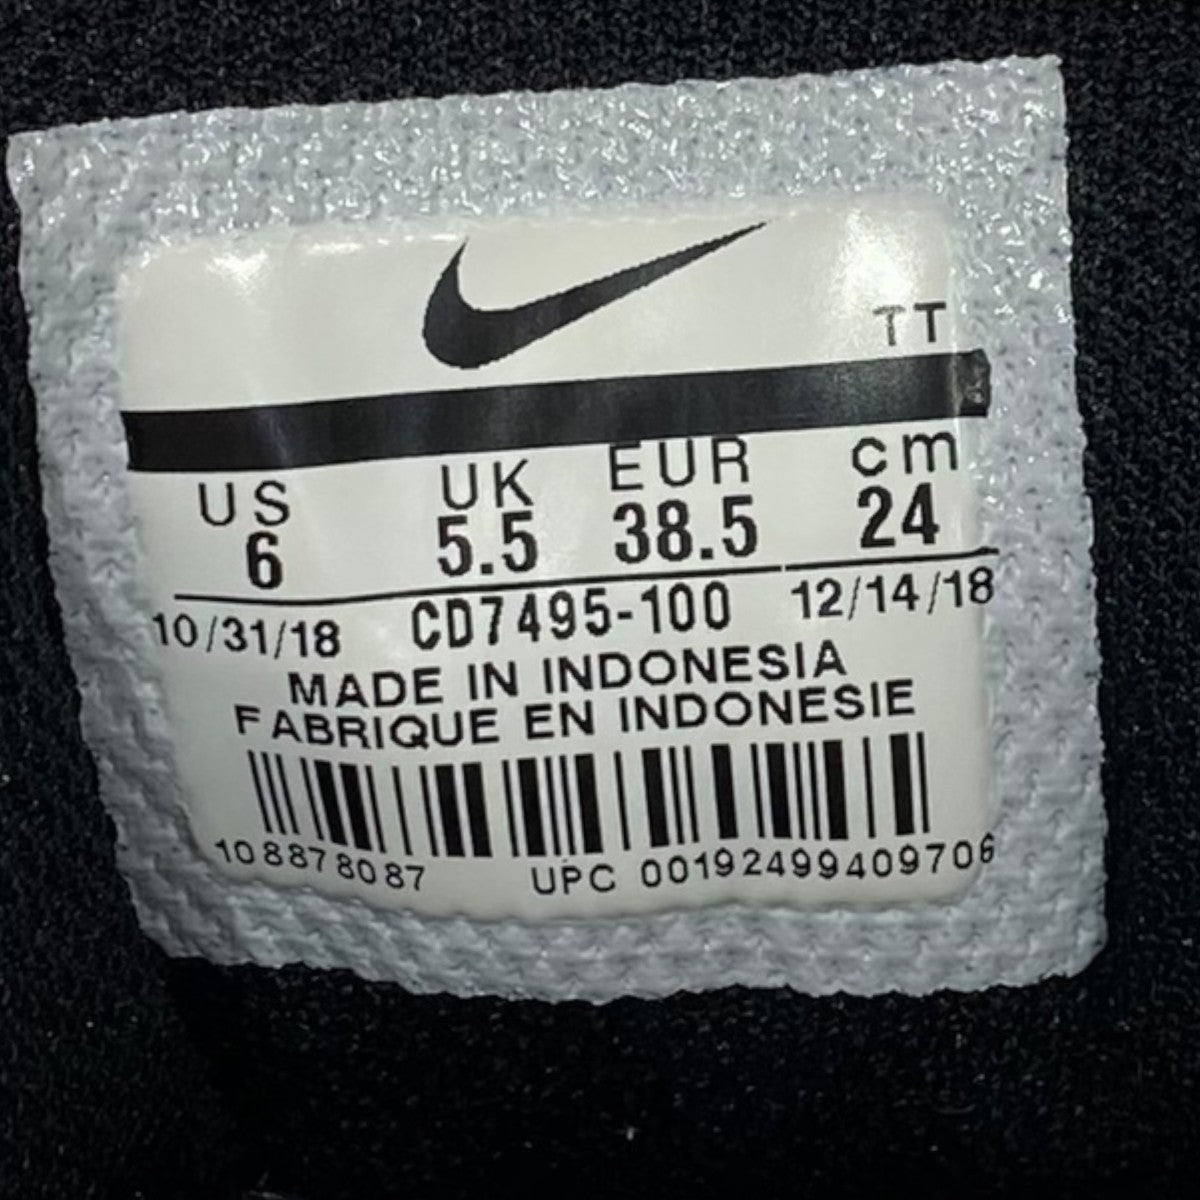 TT
US UK EUR cm
6 5.5 38.5 24
10/31/18 CD7495-100 12/14/18
MADE IN INDONESIA
FABRIQUE EN INDONESIE
108878087 UPC 00192499409706